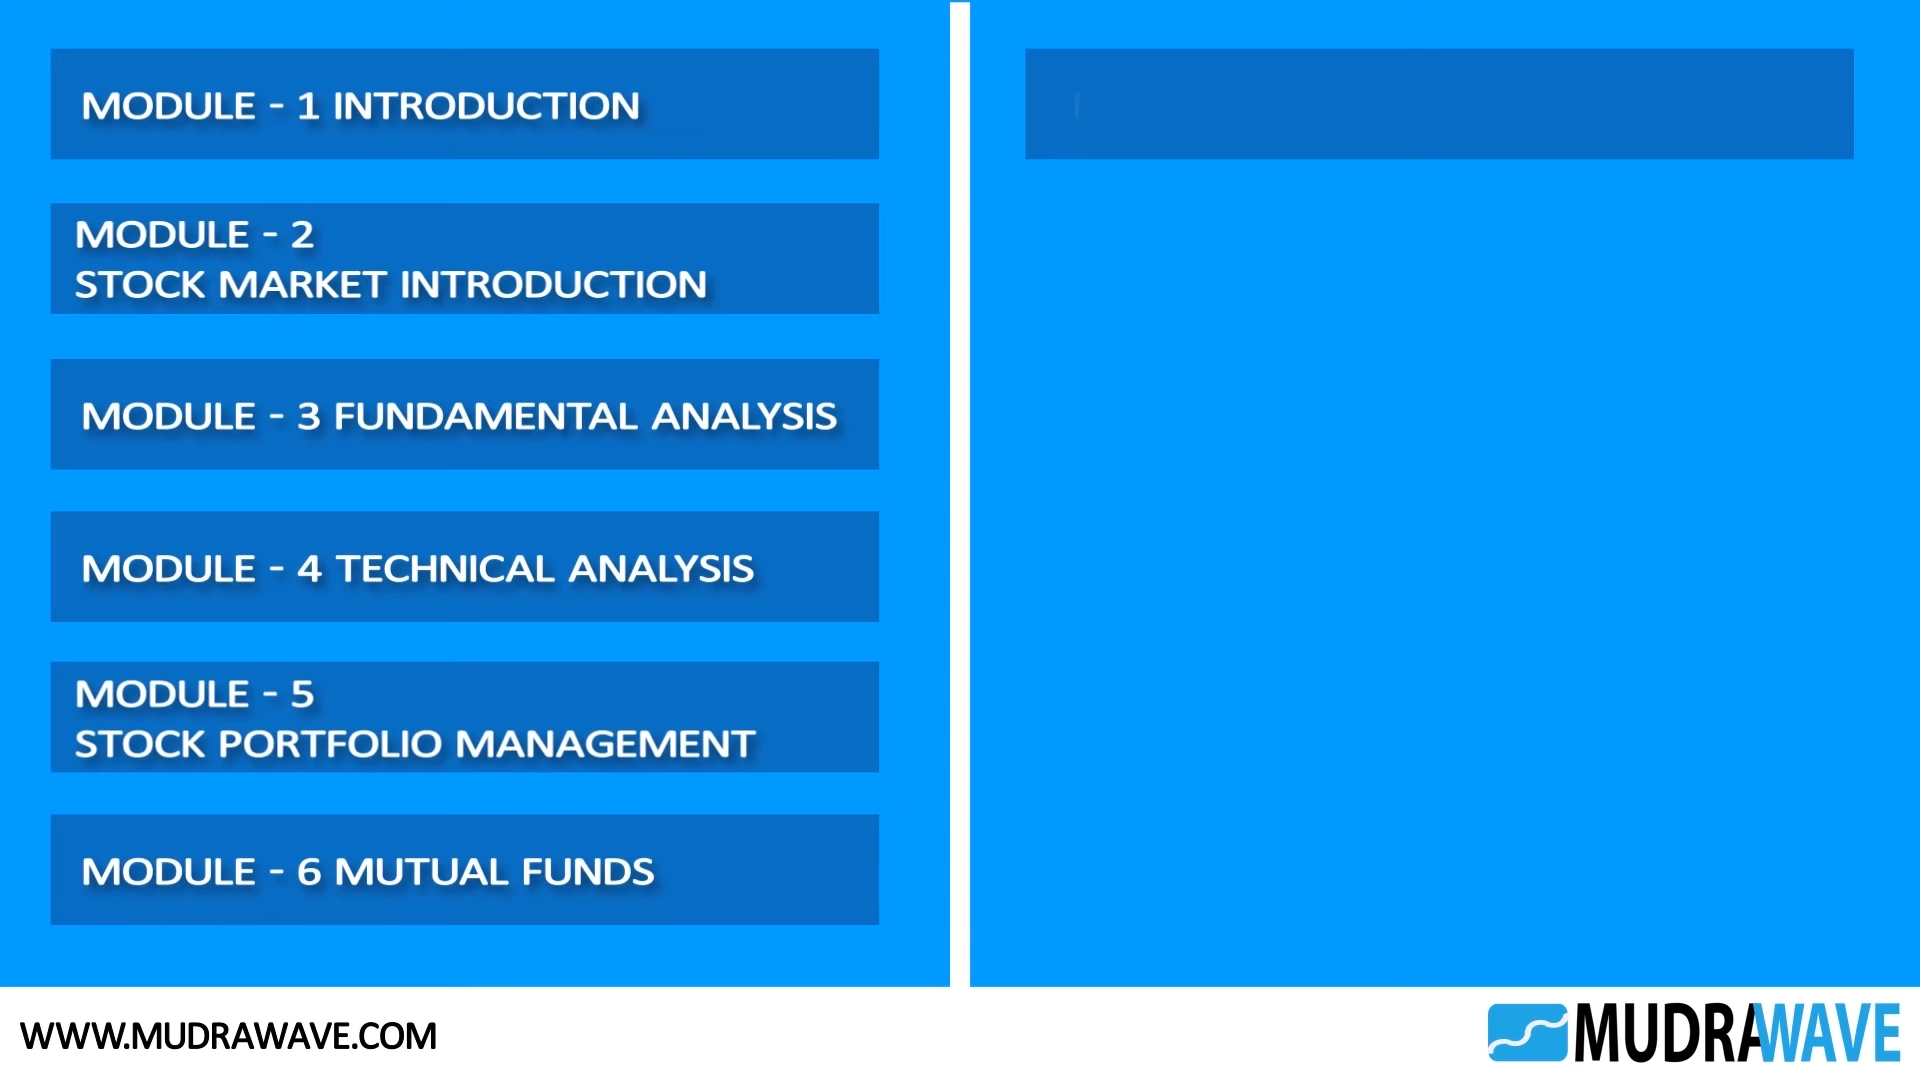 MODULE - 1 INTRODUCTION
MODULE - 2
STOCK MARKET INTRODUCTION
MODULE - 3 FUNDAMENTAL ANALYSIS
MODULE - 4 TECHNICAL ANALYSIS
MODULE - 5
STOCK PORTFOLIO MANAGEMENT
MODULE - 6 MUTUAL FUNDS
WWW.MUDRAWAVE.COM
MUDRAWAVE